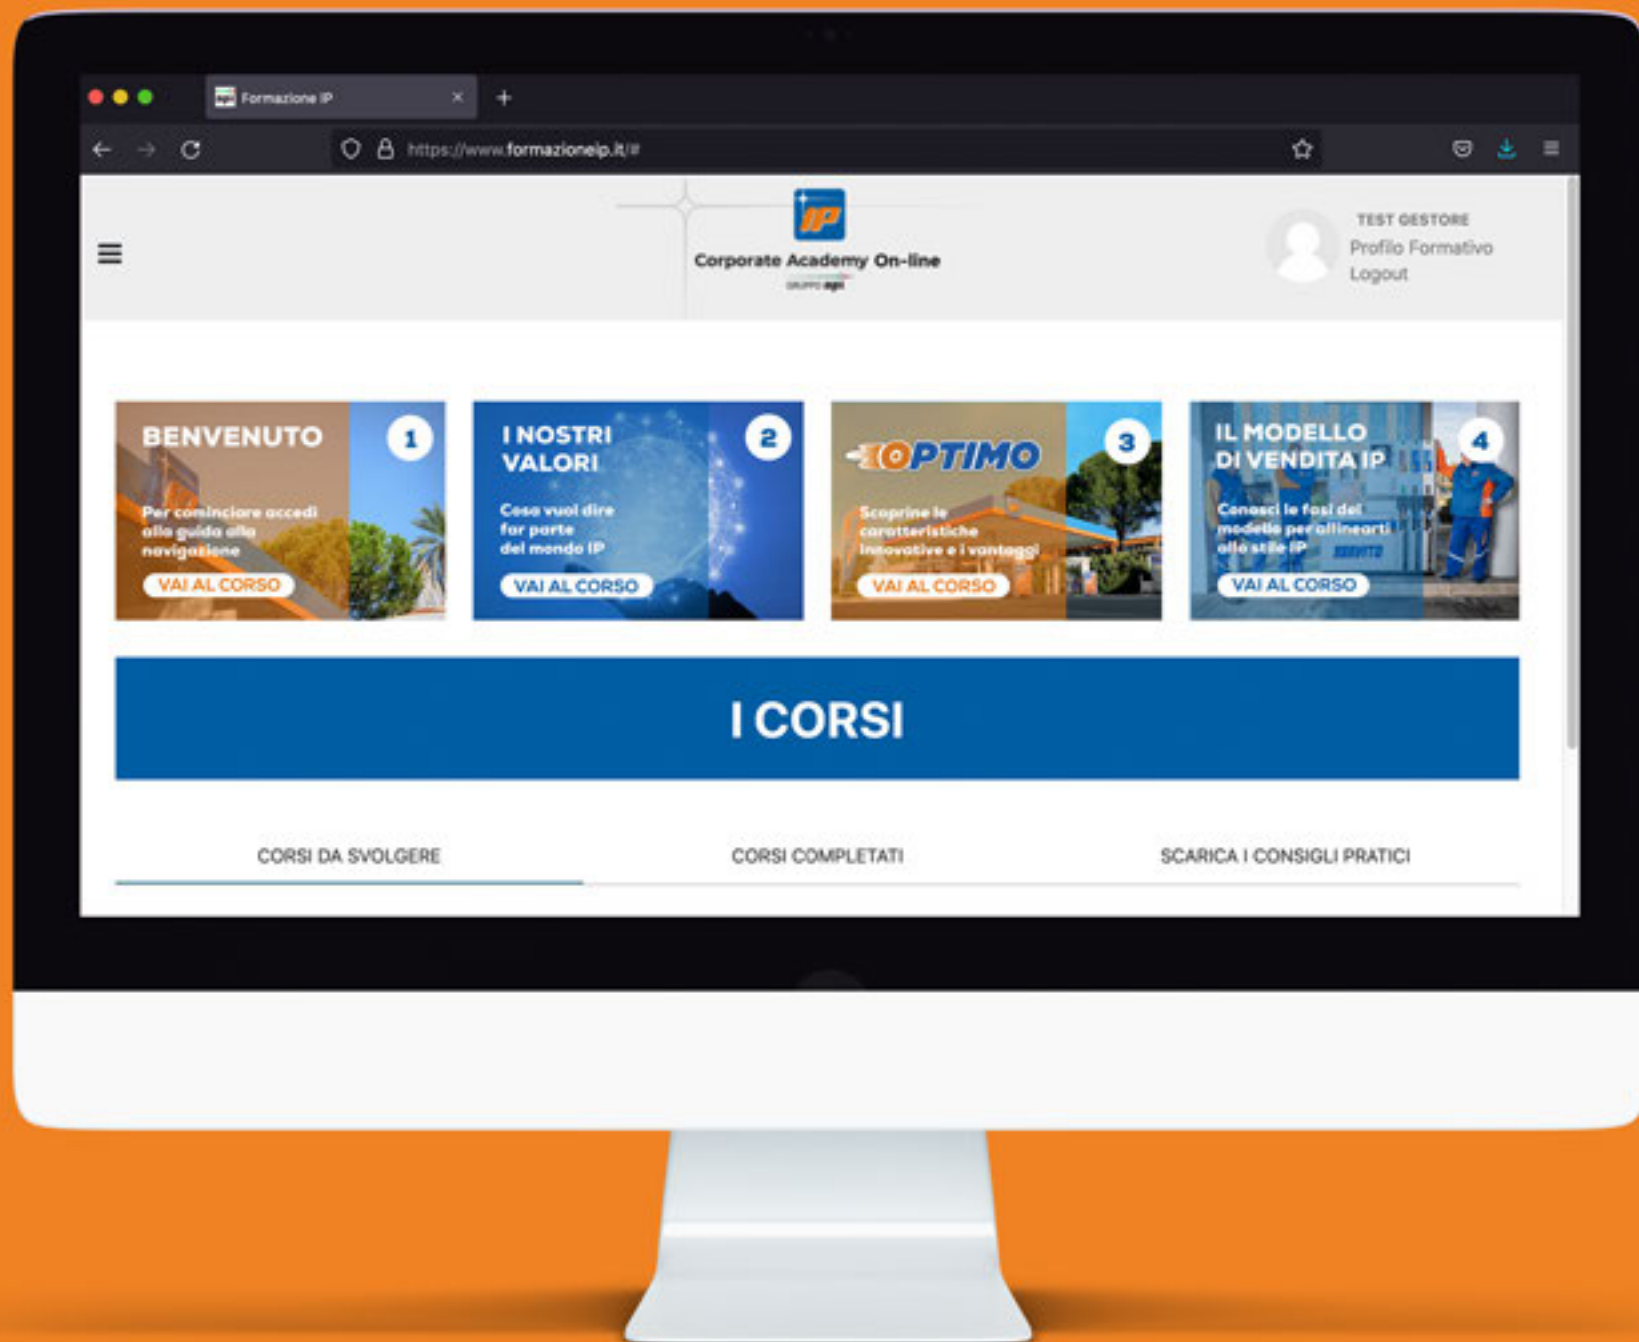 Formazione IP
https://www.formazioneip.it/#
IP
Corporate Academy On-line
GRUPPO api
TEST GESTORE
Profilo Formativo
Logout
BENVENUTO
1
Per cominciare accedi
alla guida alla
navigazione
VAI AL CORSO
I NOSTRI
VALORI
2
Cosa vuol dire
far parte
del mondo IP
VAI AL CORSO
OPTIMO
3
Scoprine le
caratteristiche
innovative e i vantaggi
VAI AL CORSO
IL MODELLO
DI VENDITA IP
4
Conosci le fasi del
modello per allinearti
allo stile IP
SERVITO
VAI AL CORSO
I CORSI
CORSI DA SVOLGERE
CORSI COMPLETATI
SCARICA I CONSIGLI PRATICI